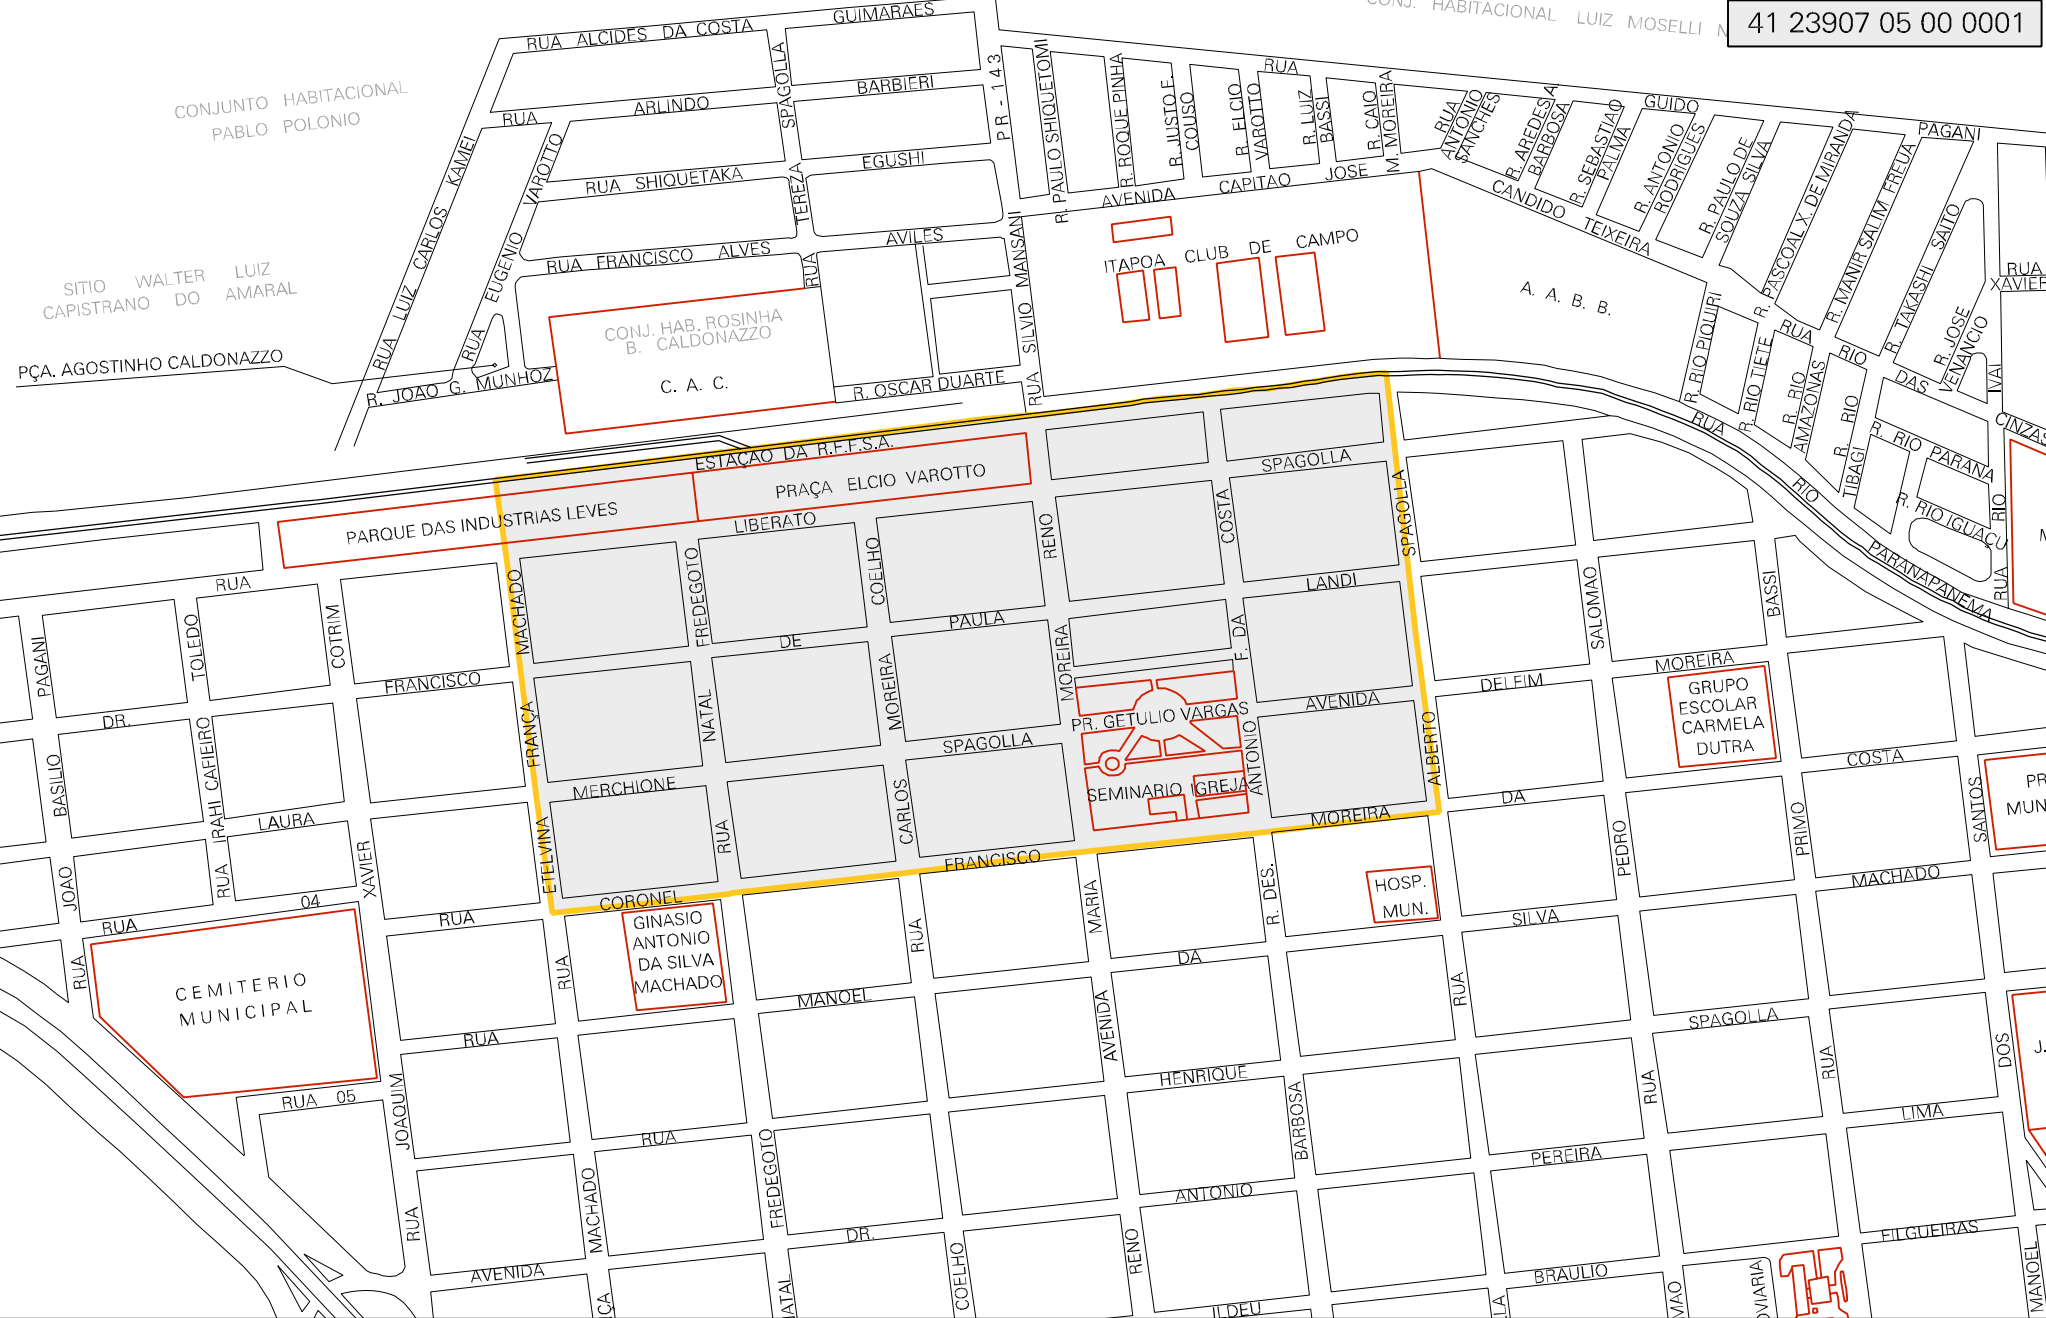 CONJ. HABITACIONAL LUIZ MOSELLI
41 23907 05 00 0001
RUA ALCIDES DA COSTA
GUIMARAES
CONJUNTO HABITACIONAL
PABLO POLONIO
RUA
ARLINDO
BARBIERI
RUA SHIQUETAKA
EGUSHI
RUA FRANCISCO ALVES
AVILES
RUA LUIZ CARLOS KAMEI
RUA EUGENIO VAROTTO
RUA TEREZA SPAGOLLA
PR-143
RUA SILVIO MANSANI
R. PAULO SHIQUETOMI
R. ROQUE PINHA
R. JUSTO F.
COUSO
R. ELCIO
VAROTTO
R. LUIZ
BASSI
R. CAIO
M. MOREIRA
RUA
ANTONIO
SANCHES
R. AREDESIA
BARBOSA
R. SEBASTIAO
PALMA
R. ANTONIO
RODRIGUES
R. PAULO DE
SOUZA SILVA
R. PASCOAL X. DE MIRANDA
R. MANIR SALIM FREUA
R. TAKASHI SAITO
R. JOSE
VENANCIO
RUA
GUIDO
PAGANI
RUA
XAVIER
AVENIDA CAPITAO JOSE
CANDIDO TEIXEIRA
ITAPOA CLUB DE CAMPO
A. A. B. B.
SITIO WALTER LUIZ
CAPISTRANO DO AMARAL
PÇA. AGOSTINHO CALDONAZZO
R. JOAO G. MUNHOZ
CONJ. HAB. ROSINHA
B. CALDONAZZO
C. A. C.
R. OSCAR DUARTE
R. RIO PIQUIRI
R. RIO TIETE
R. RIO
AMAZONAS
R. RIO
TIBAGI
RUA RIO DAS
CINZAS
R. RIO PARANA
R. RIO IGUAÇU
RUA RIO IVAI
RUA RIO PARANAPANEMA
ESTAÇAO DA R.F.F.S.A.
PRAÇA ELCIO VAROTTO
PARQUE DAS INDUSTRIAS LEVES
RUA
LIBERATO
SPAGOLLA
DR.
FRANCISCO
DE
PAULA
LANDI
MOREIRA
RUA
LAURA
MERCHIONE
SPAGOLLA
AVENIDA
DELFIM
MOREIRA
RUA 04
CORONEL
FRANCISCO
MOREIRA
DA
COSTA
JOAO BASILIO PAGANI
RUA IRAHI CAFIEIRO
TOLEDO
XAVIER
COTRIM
ETELVINA FRANÇA MACHADO
RUA NATAL FREDEGOTO
CARLOS MOREIRA COELHO
MOREIRA
RENO
ANTONIO F. DA COSTA
ALBERTO SPAGOLLA
PEDRO SALOMAO
PRIMO BASSI
SANTOS
PR. GETULIO VARGAS
SEMINARIO IGREJA
GRUPO
ESCOLAR
CARMELA
DUTRA
HOSP.
MUN.
GINASIO
ANTONIO
DA SILVA
MACHADO
CEMITERIO
MUNICIPAL
RUA 05
RUA
MANOEL
DA
SILVA
MACHADO
RUA
HENRIQUE
SPAGOLLA
RUA
ANTONIO
PEREIRA
LIMA
AVENIDA
DR.
ILDEU
BRAULIO
FILGUEIRAS
RUA
RUA JOAQUIM
RUA
MACHADO
FREDEGOTO
RUA
COELHO
AVENIDA MARIA
RENO
R. DES.
BARBOSA
RUA
RUA
RUA
MANOEL DOS